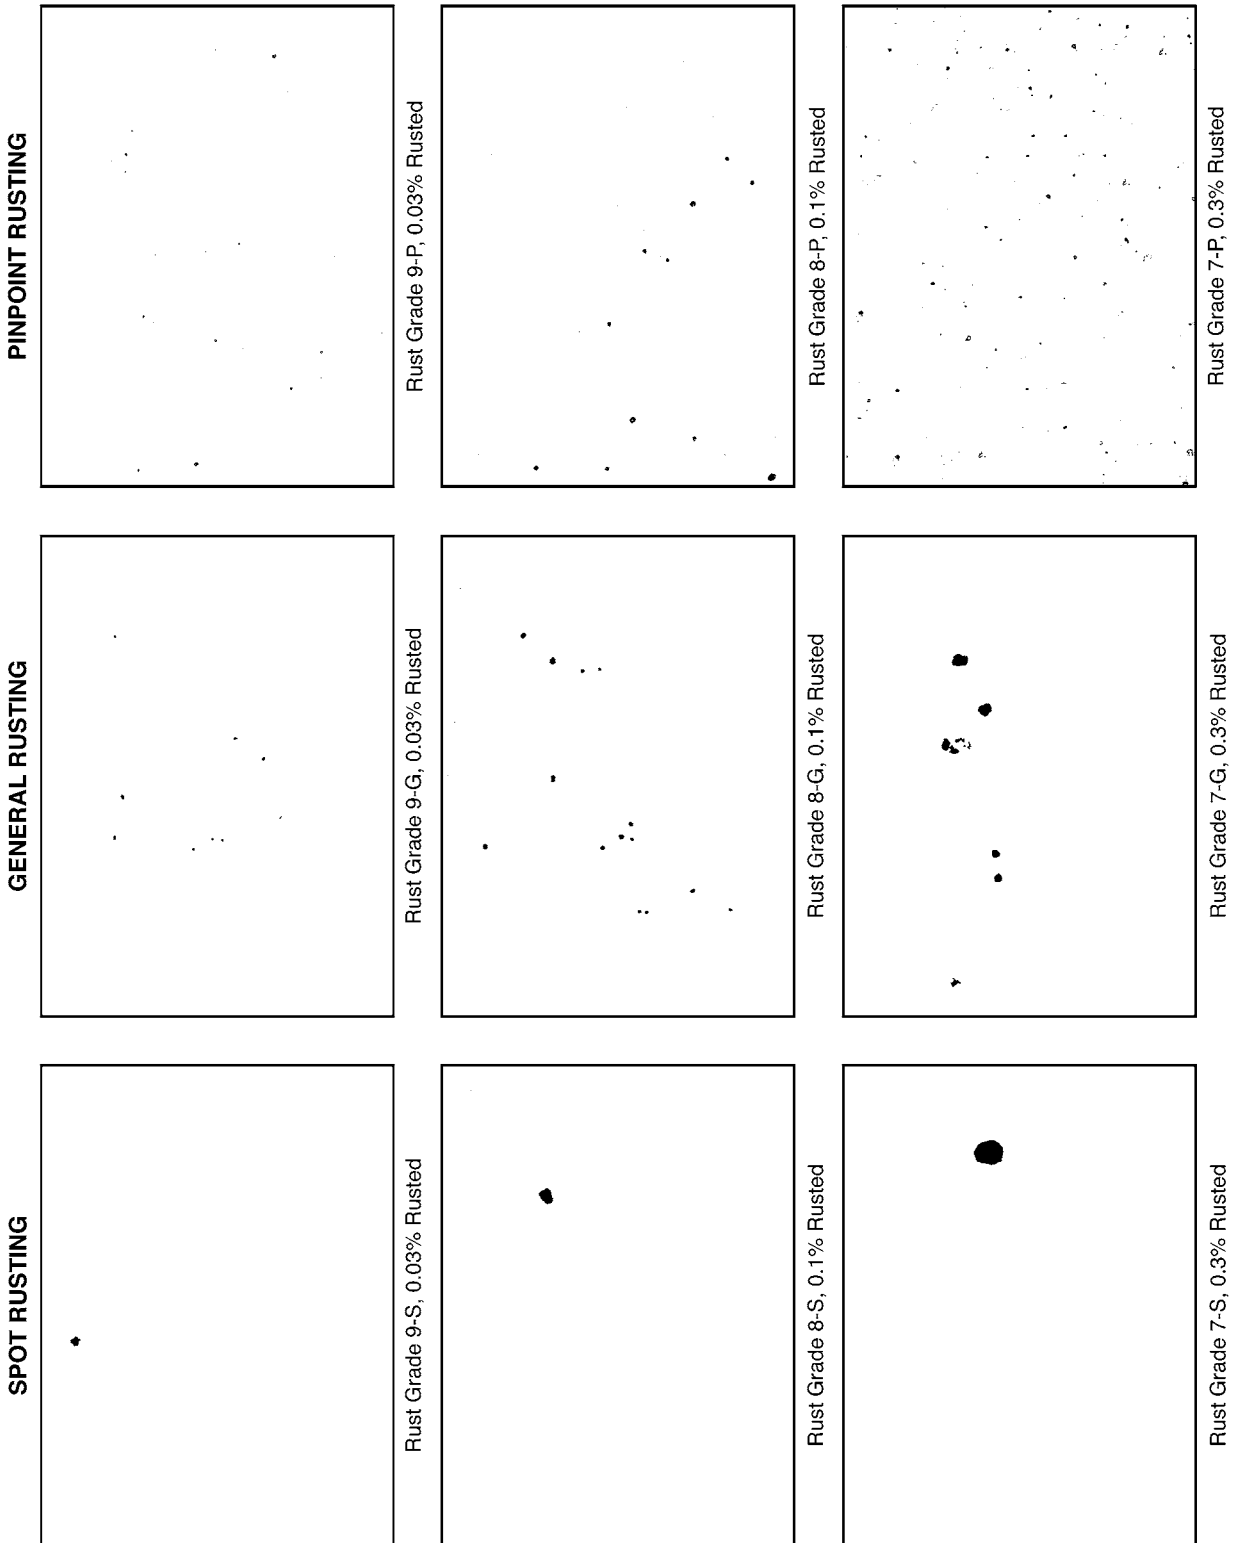 SPOT RUSTING
GENERAL RUSTING
PINPOINT RUSTING
Rust Grade 9-S, 0.03% Rusted
Rust Grade 9-G, 0.03% Rusted
Rust Grade 9-P, 0.03% Rusted
Rust Grade 8-S, 0.1% Rusted
Rust Grade 8-G, 0.1% Rusted
Rust Grade 8-P, 0.1% Rusted
Rust Grade 7-S, 0.3% Rusted
Rust Grade 7-G, 0.3% Rusted
Rust Grade 7-P, 0.3% Rusted